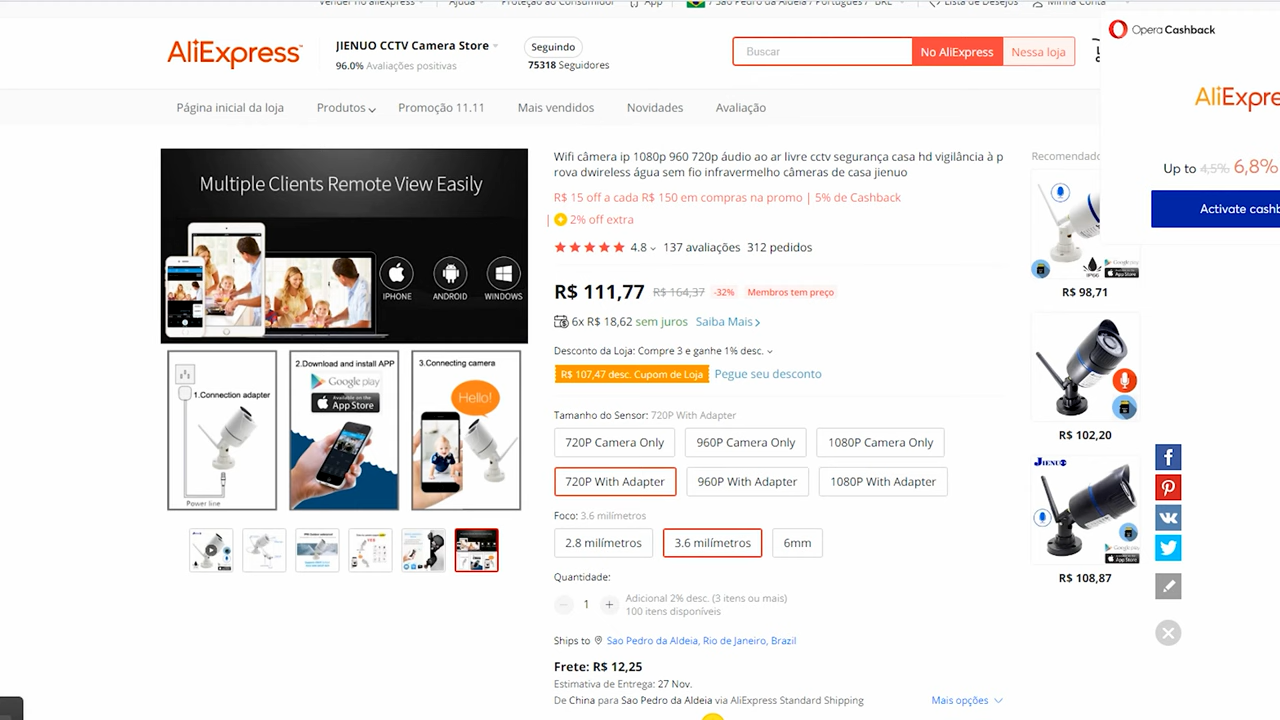 Vender no aliexpress
Ajuda
Proteção ao Consumidor
App
/ São Pedro da Aldeia / Português / BRL
Lista de Desejos
Minha Conta
AliExpress
JIENUO CCTV Camera Store
96.0% Avaliações positivas
Seguindo
75318 Seguidores
Buscar
No AliExpress
Nessa loja
Opera Cashback
Página inicial da loja
Produtos
Promoção 11.11
Mais vendidos
Novidades
Avaliação
AliExpre
Up to 4,5% 6,8%
Activate cashb
Multiple Clients Remote View Easily
IPHONE
ANDROID
WINDOWS
1.Connection adapter
Power line
2.Download and install APP
Google play
Available on the
App Store
3.Connecting camera
Hello!
Wifi câmera ip 1080p 960 720p áudio ao ar livre cctv segurança casa hd vigilância à p
rova dwireless água sem fio infravermelho câmeras de casa jienuo
R$ 15 off a cada R$ 150 em compras na promo | 5% de Cashback
2% off extra
4.8
137 avaliações
312 pedidos
R$ 111,77
R$ 164,37
-32%
Membros tem preço
6x R$ 18,62 sem juros
Saiba Mais
Desconto da Loja: Compre 3 e ganhe 1% desc.
R$ 107,47 desc. Cupom de Loja
Pegue seu desconto
Tamanho do Sensor: 720P With Adapter
720P Camera Only
960P Camera Only
1080P Camera Only
720P With Adapter
960P With Adapter
1080P With Adapter
Foco: 3.6 milímetros
2.8 milímetros
3.6 milímetros
6mm
Quantidade:
1
Adicional 2% desc. (3 itens ou mais)
100 itens disponíveis
Ships to
Sao Pedro da Aldeia, Rio de Janeiro, Brazil
Frete: R$ 12,25
Estimativa de Entrega: 27 Nov.
De China para Sao Pedro da Aldeia via AliExpress Standard Shipping
Mais opções
Recomendado
IP66
Google play
App Store
R$ 98,71
R$ 102,20
JIENUO
Google play
App Store
R$ 108,87